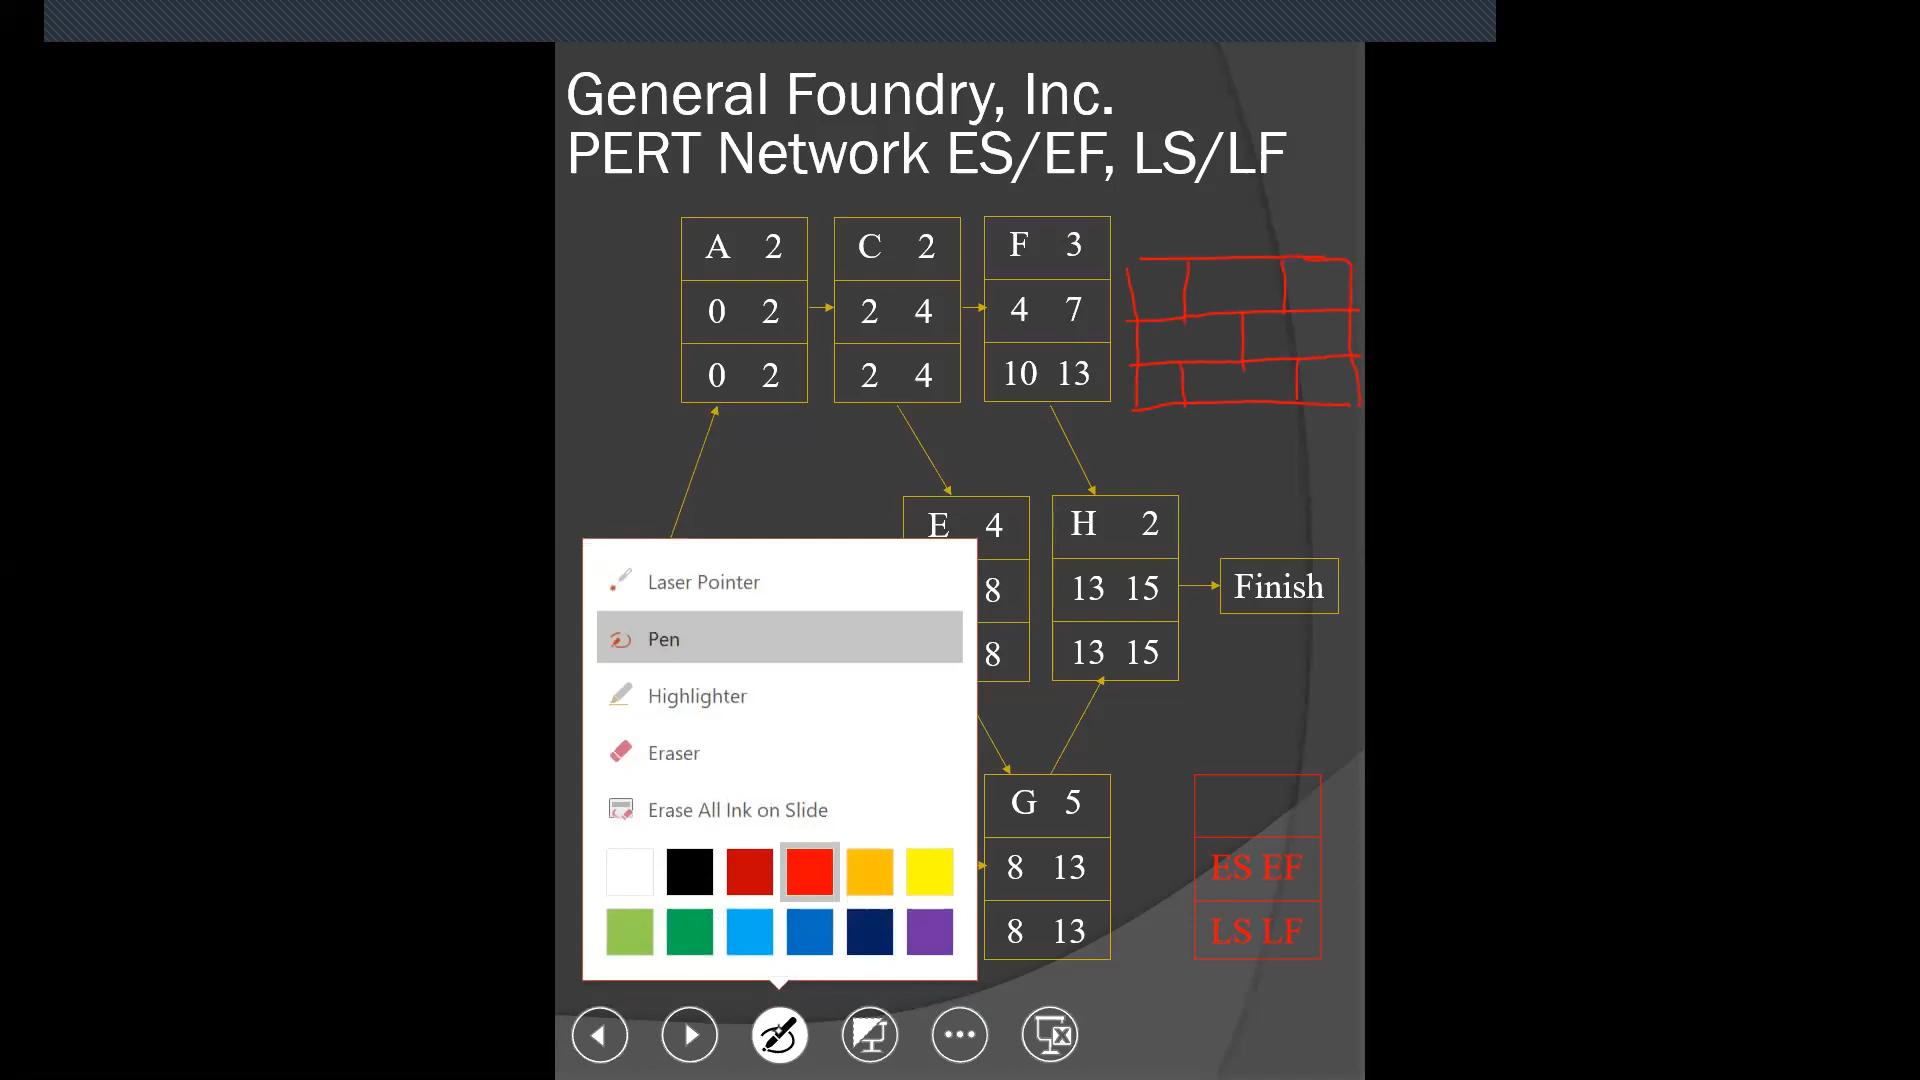 General Foundry, Inc.
PERT Network ES/EF, LS/LF
A 2
0 2
0 2
C 2
2 4
2 4
F 3
4 7
10 13
E 4
8
8
H 2
13 15
13 15
Finish
Laser Pointer
Pen
Highlighter
Eraser
Erase All Ink on Slide
G 5
8 13
8 13
ES EF
LS LF